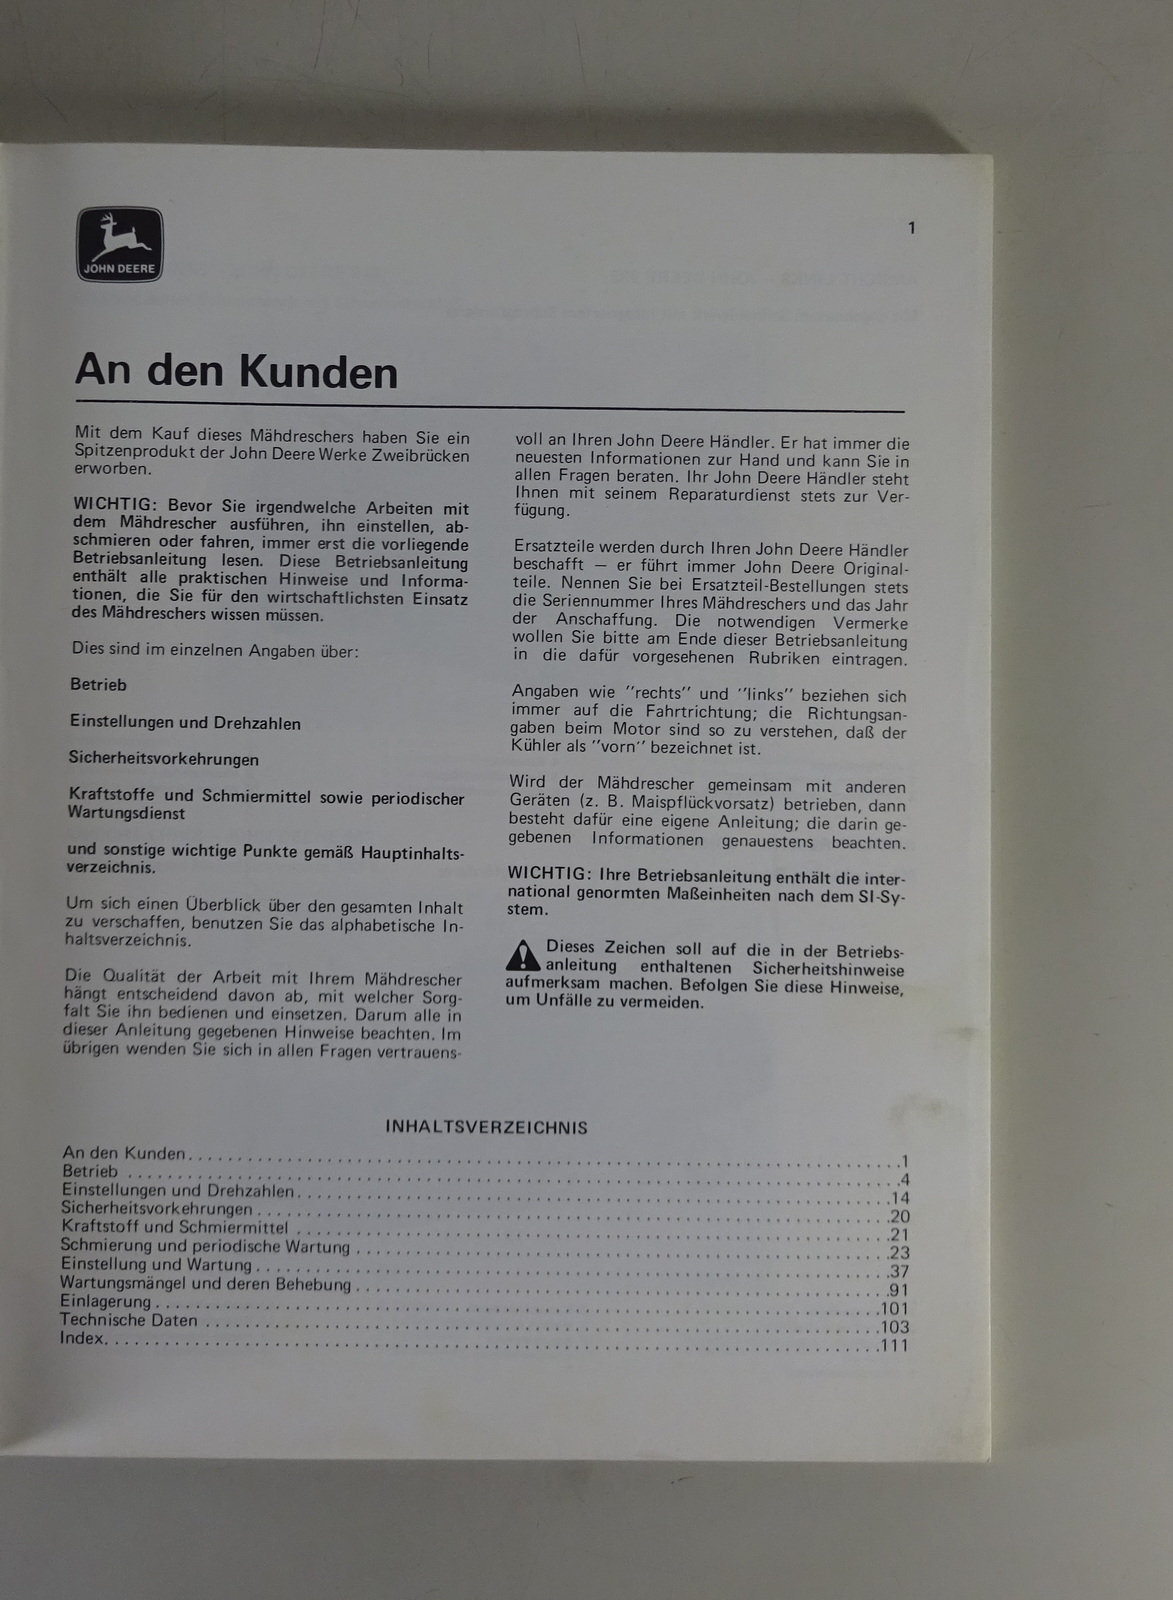 JOHN DEERE
1
An den Kunden
Mit dem Kauf dieses Mähdreschers haben Sie ein
Spitzenprodukt der John Deere Werke Zweibrücken
erworben.
WICHTIG: Bevor Sie irgendwelche Arbeiten mit
dem Mähdrescher ausführen, ihn einstellen, ab-
schmieren oder fahren, immer erst die vorliegende
Betriebsanleitung lesen. Diese Betriebsanleitung
enthält alle praktischen Hinweise und Informa-
tionen, die Sie für den wirtschaftlichsten Einsatz
des Mähdreschers wissen müssen.
Dies sind im einzelnen Angaben über:
Betrieb
Einstellungen und Drehzahlen
Sicherheitsvorkehrungen
Kraftstoffe und Schmiermittel sowie periodischer
Wartungsdienst
und sonstige wichtige Punkte gemäß Hauptinhalts-
verzeichnis.
Um sich einen Überblick über den gesamten Inhalt
zu verschaffen, benutzen Sie das alphabetische In-
haltsverzeichnis.
Die Qualität der Arbeit mit Ihrem Mähdrescher
hängt entscheidend davon ab, mit welcher Sorg-
falt Sie ihn bedienen und einsetzen. Darum alle in
dieser Anleitung gegebenen Hinweise beachten. Im
übrigen wenden Sie sich in allen Fragen vertrauens-
voll an Ihren John Deere Händler. Er hat immer die
neuesten Informationen zur Hand und kann Sie in
allen Fragen beraten. Ihr John Deere Händler steht
Ihnen mit seinem Reparaturdienst stets zur Ver-
fügung.
Ersatzteile werden durch Ihren John Deere Händler
beschafft — er führt immer John Deere Original-
teile. Nennen Sie bei Ersatzteil-Bestellungen stets
die Seriennummer Ihres Mähdreschers und das Jahr
der Anschaffung. Die notwendigen Vermerke
wollen Sie bitte am Ende dieser Betriebsanleitung
in die dafür vorgesehenen Rubriken eintragen.
Angaben wie "rechts" und "links" beziehen sich
immer auf die Fahrtrichtung; die Richtungsan-
gaben beim Motor sind so zu verstehen, daß der
Kühler als "vorn" bezeichnet ist.
Wird der Mähdrescher gemeinsam mit anderen
Geräten (z. B. Maispflückvorsatz) betrieben, dann
besteht dafür eine eigene Anleitung; die darin ge-
gebenen Informationen genauestens beachten.
WICHTIG: Ihre Betriebsanleitung enthält die inter-
national genormten Maßeinheiten nach dem SI-Sy-
stem.
Dieses Zeichen soll auf die in der Betriebs-
anleitung enthaltenen Sicherheitshinweise
aufmerksam machen. Befolgen Sie diese Hinweise,
um Unfälle zu vermeiden.
INHALTSVERZEICHNIS
An den Kunden 1
Betrieb 4
Einstellungen und Drehzahlen 14
Sicherheitsvorkehrungen 20
Kraftstoff und Schmiermittel 21
Schmierung und periodische Wartung 23
Einstellung und Wartung 37
Wartungsmängel und deren Behebung 91
Einlagerung 101
Technische Daten 103
Index 111